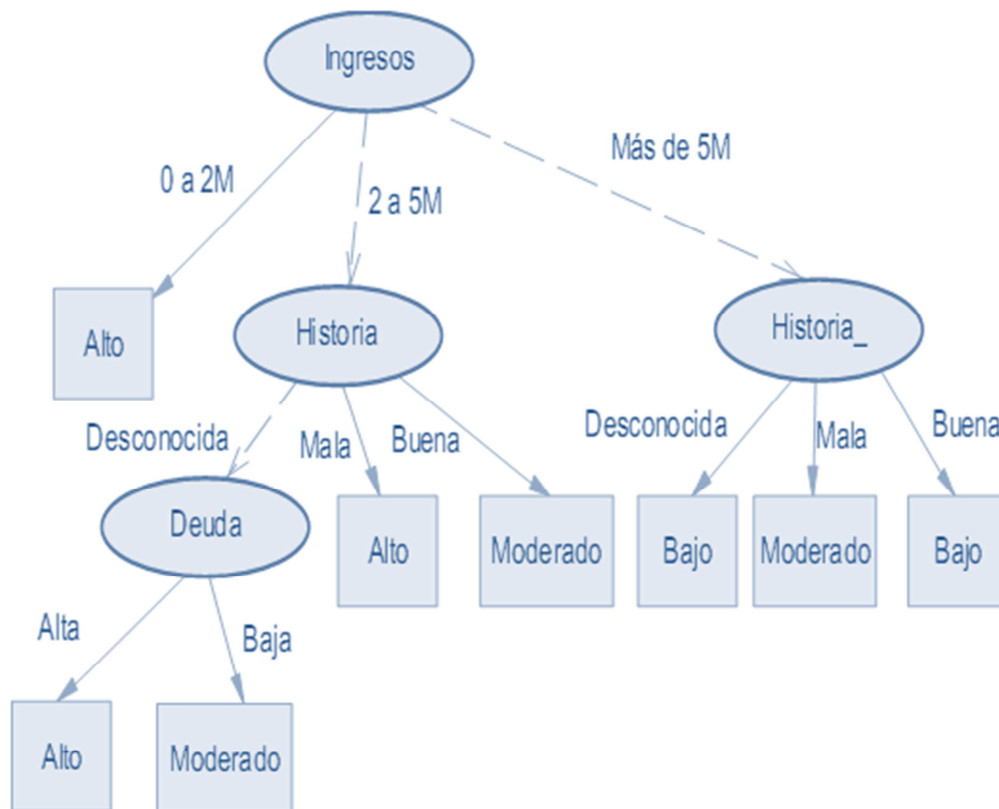 Ingresos
0 a 2M
2 a 5M
Más de 5M
Alto
Historia
Historia_
Desconocida
Mala
Buena
Desconocida
Mala
Buena
Deuda
Alto
Moderado
Bajo
Moderado
Bajo
Alta
Baja
Alto
Moderado